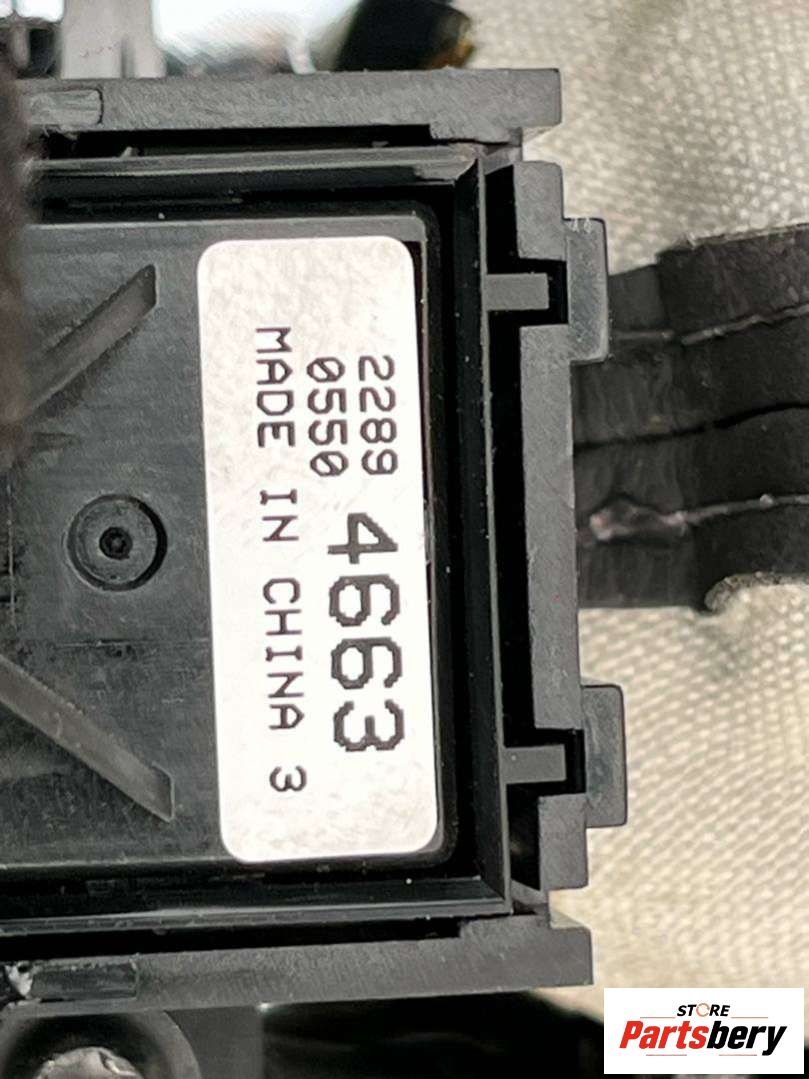 2289
0550 4663
MADE IN CHINA 3
STORE
Partsbery